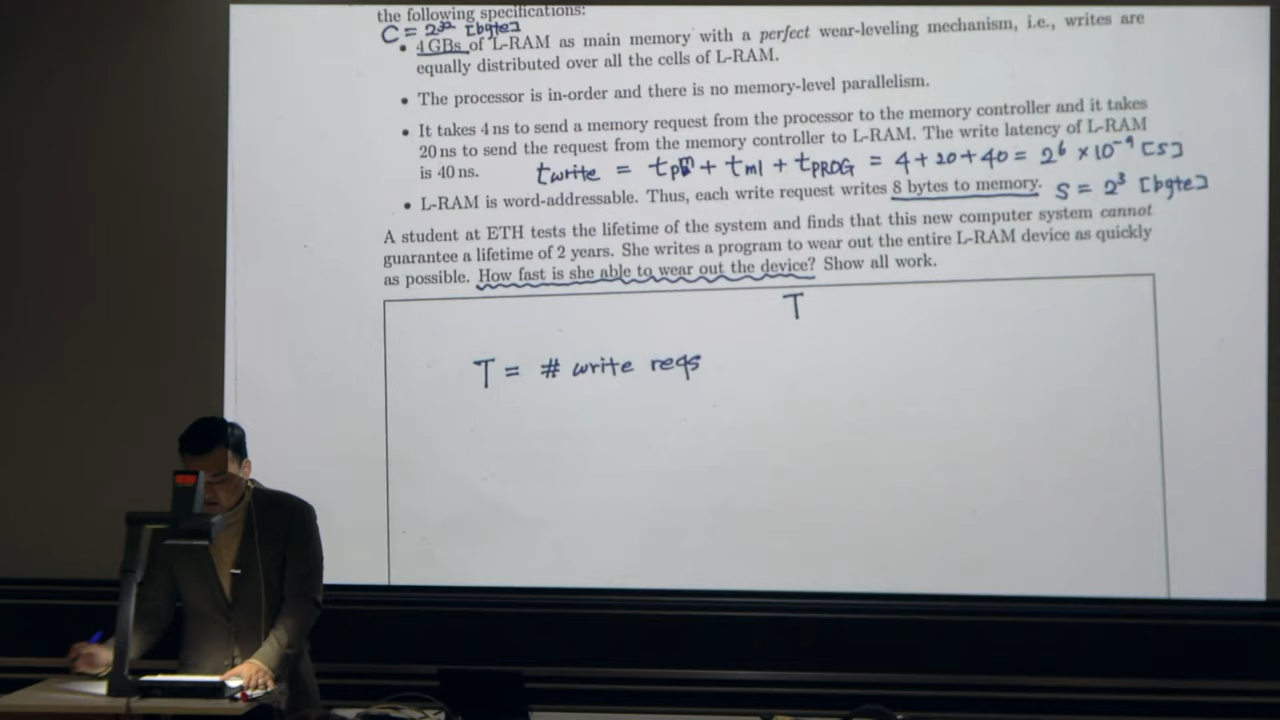 the following specifications:
C = 2³² [byte]
• 4 GBs of L-RAM as main memory with a perfect wear-leveling mechanism, i.e., writes are
equally distributed over all the cells of L-RAM.
• The processor is in-order and there is no memory-level parallelism.
• It takes 4 ns to send a memory request from the processor to the memory controller and it takes
20 ns to send the request from the memory controller to L-RAM. The write latency of L-RAM
is 40 ns. twrite = tpm + tml + tPROG = 4 + 20 + 40 = 2⁶ × 10⁻⁹ [s]
• L-RAM is word-addressable. Thus, each write request writes 8 bytes to memory. S = 2³ [byte]
A student at ETH tests the lifetime of the system and finds that this new computer system cannot
guarantee a lifetime of 2 years. She writes a program to wear out the entire L-RAM device as quickly
as possible. How fast is she able to wear out the device? Show all work.
T
T = # write reqs